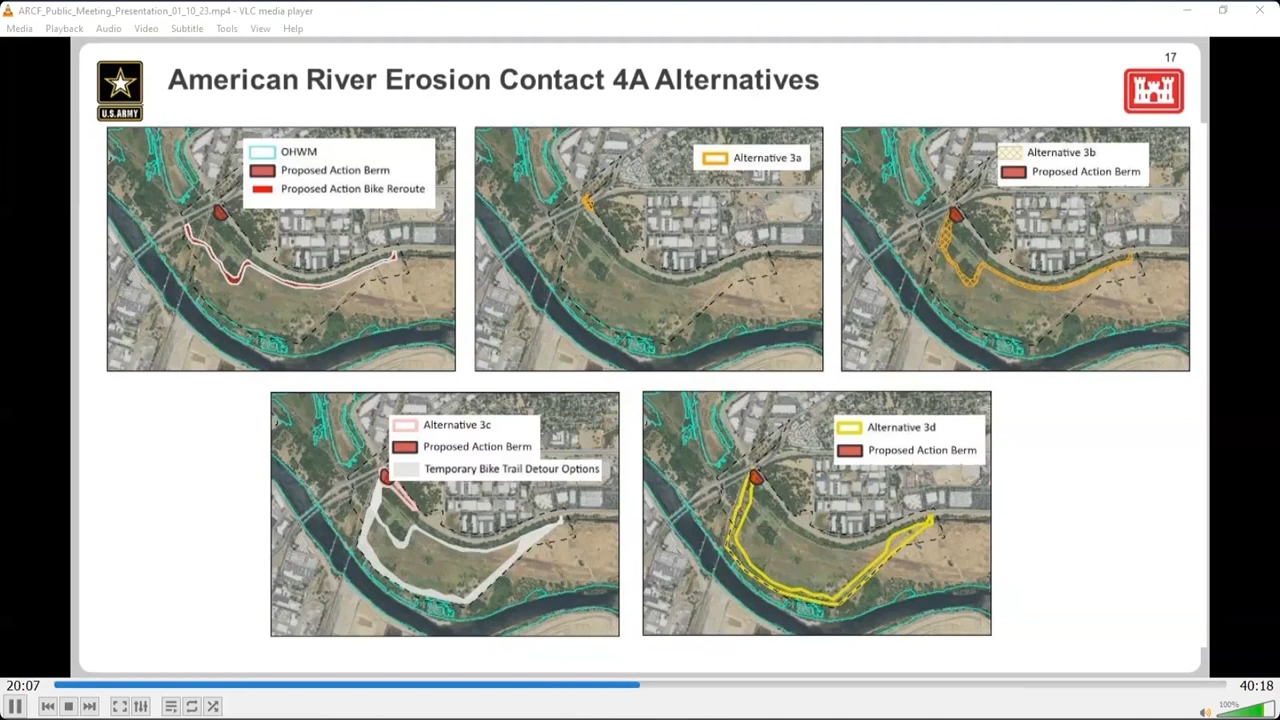 ARCF_Public_Meeting_Presentation_01_10_23.mp4 - VLC media player
Media Playback Audio Video Subtitle Tools View Help
17
American River Erosion Contact 4A Alternatives
U.S.ARMY
OHWM
Proposed Action Berm
Proposed Action Bike Reroute
Alternative 3a
Alternative 3b
Proposed Action Berm
Alternative 3c
Proposed Action Berm
Temporary Bike Trail Detour Options
Alternative 3d
Proposed Action Berm
20:07
40:18
100%